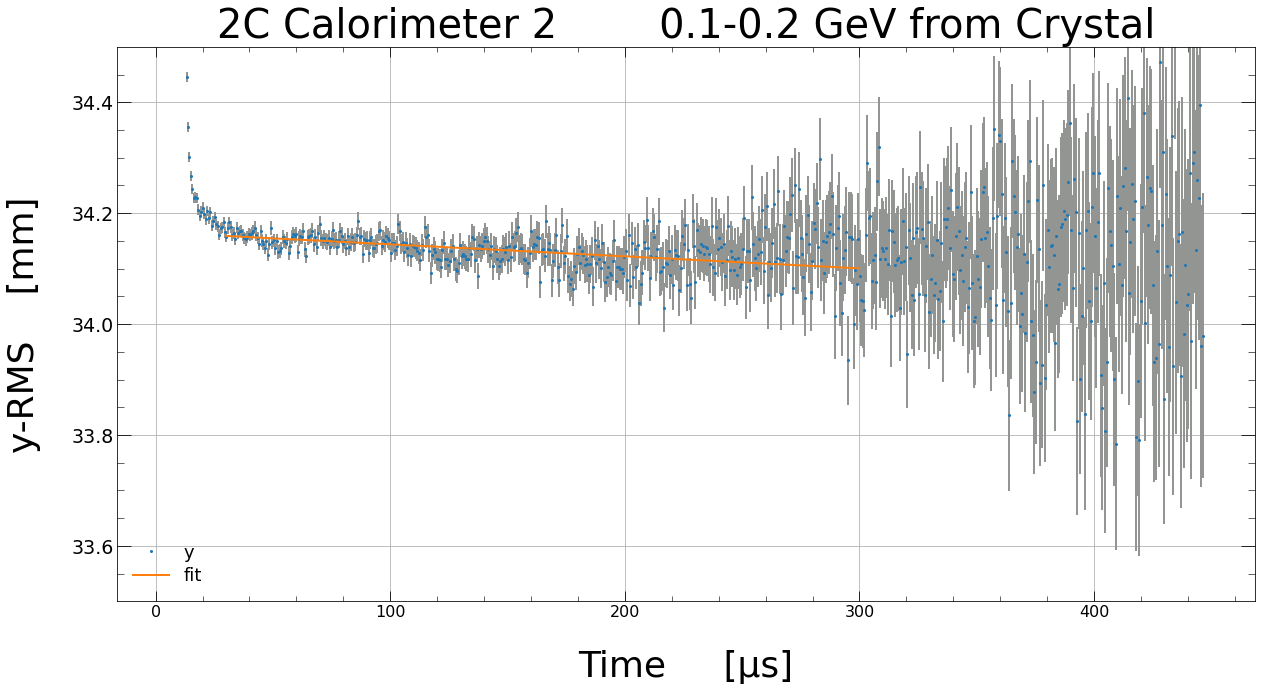 2C Calorimeter 2 0.1-0.2 GeV from Crystal
y-RMS [mm]
34.4
34.2
34.0
33.8
33.6
y
fit
0 100 200 300 400
Time [μs]